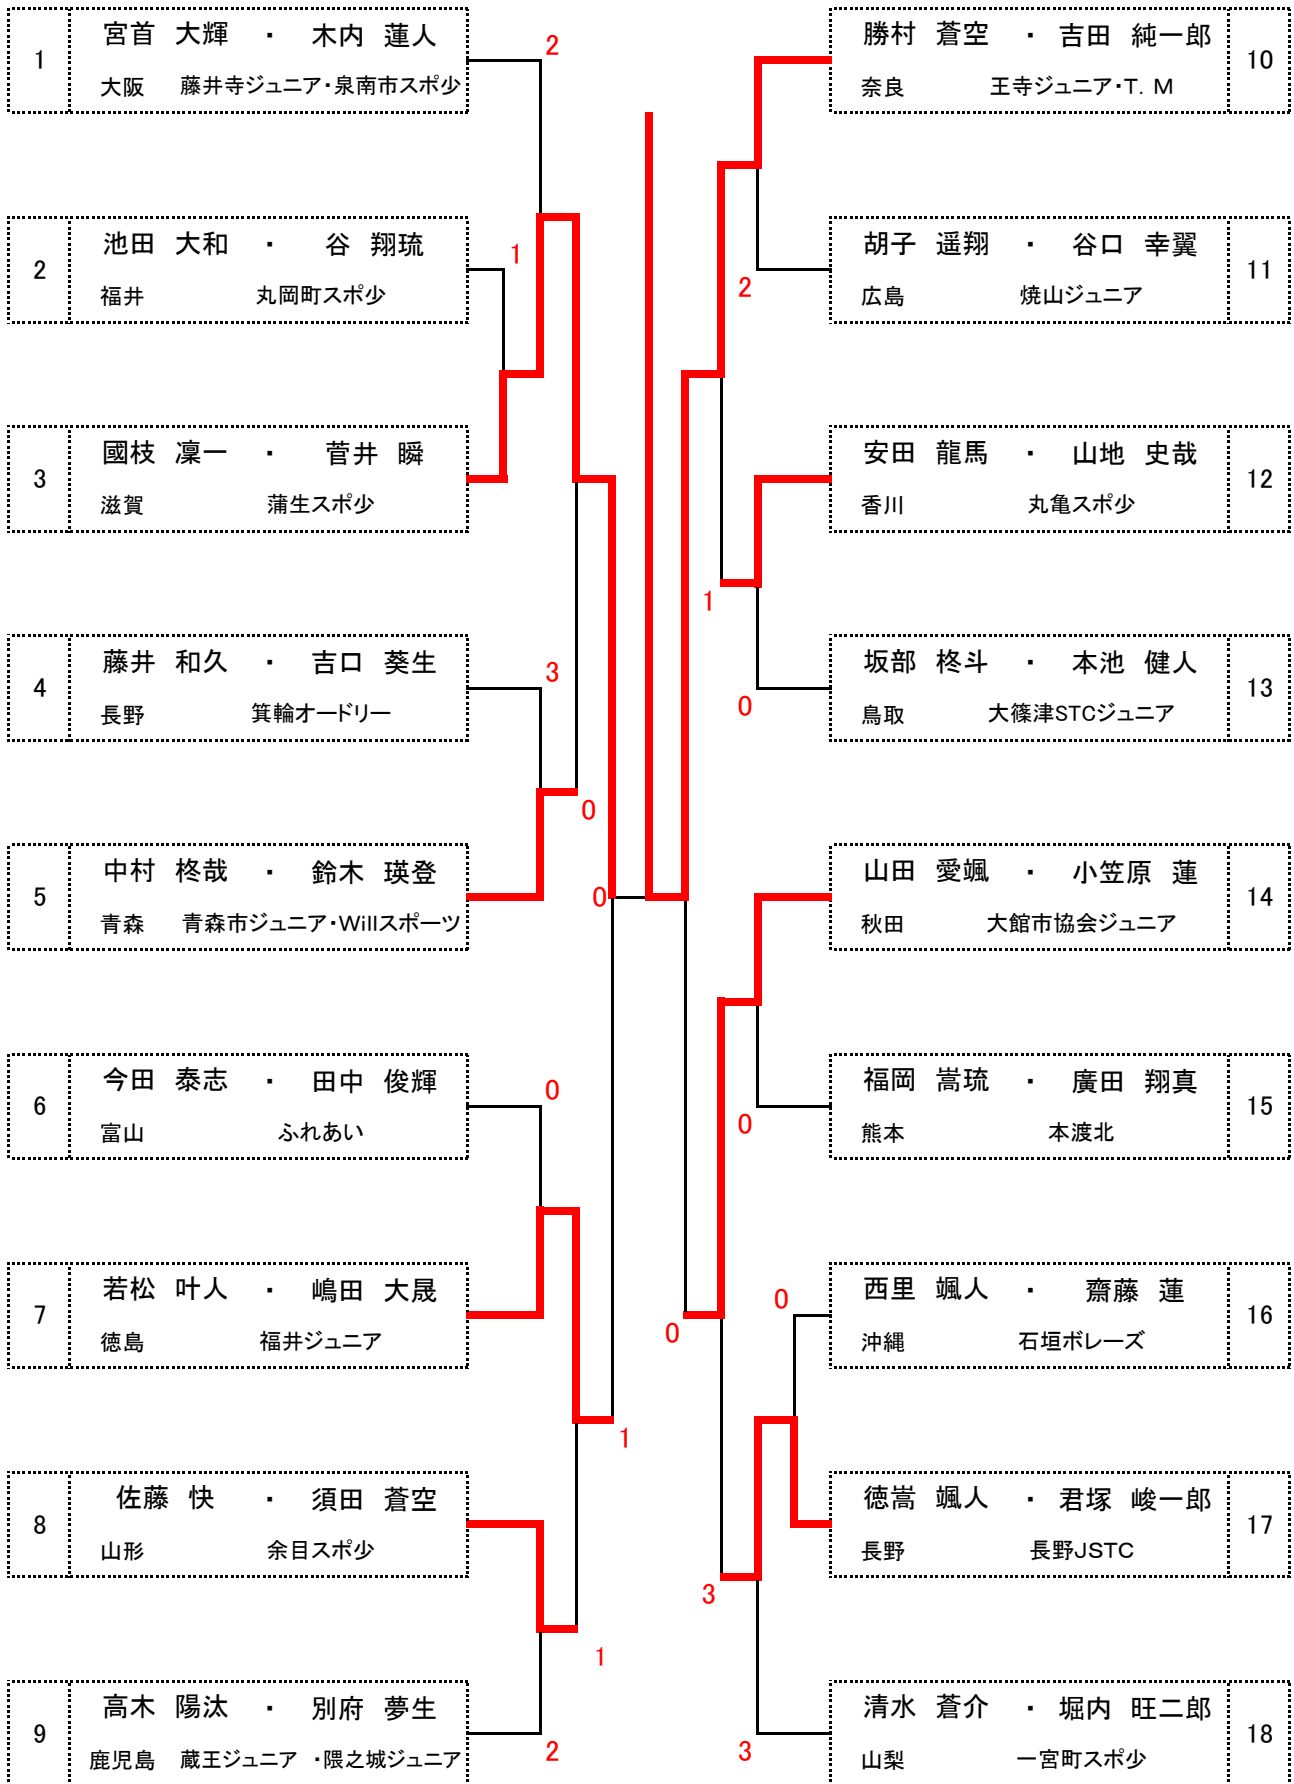 1
宮首 大輝 ・ 木内 蓮人
大阪 藤井寺ジュニア・泉南市スポ少
2
2
池田 大和 ・ 谷 翔琉
福井 丸岡町スポ少
1
3
國枝 凜一 ・ 菅井 瞬
滋賀 蒲生スポ少
4
藤井 和久 ・ 吉口 葵生
長野 箕輪オードリー
3
0
5
中村 柊哉 ・ 鈴木 瑛登
青森 青森市ジュニア・Willスポーツ
0
6
今田 泰志 ・ 田中 俊輝
富山 ふれあい
0
7
若松 叶人 ・ 嶋田 大晟
徳島 福井ジュニア
1
8
佐藤 快 ・ 須田 蒼空
山形 余目スポ少
1
9
高木 陽汰 ・ 別府 夢生
鹿児島 蔵王ジュニア ・隈之城ジュニア
2
勝村 蒼空 ・ 吉田 純一郎
奈良 王寺ジュニア・T. M
10
胡子 遥翔 ・ 谷口 幸翼
広島 焼山ジュニア
11
2
安田 龍馬 ・ 山地 史哉
香川 丸亀スポ少
12
1
坂部 柊斗 ・ 本池 健人
鳥取 大篠津STCジュニア
13
0
山田 愛颯 ・ 小笠原 蓮
秋田 大館市協会ジュニア
14
福岡 嵩琉 ・ 廣田 翔真
熊本 本渡北
15
0
西里 颯人 ・ 齋藤 蓮
沖縄 石垣ボレーズ
16
0
0
徳嵩 颯人 ・ 君塚 峻一郎
長野 長野JSTC
17
3
清水 蒼介 ・ 堀内 旺二郎
山梨 一宮町スポ少
18
3